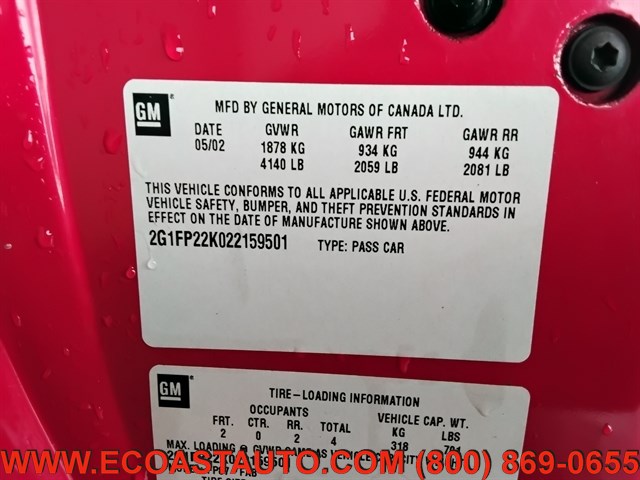 GM
MFD BY GENERAL MOTORS OF CANADA LTD.
DATE GVWR GAWR FRT GAWR RR
05/02 1878 KG 934 KG 944 KG
4140 LB 2059 LB 2081 LB
THIS VEHICLE CONFORMS TO ALL APPLICABLE U.S. FEDERAL MOTOR
VEHICLE SAFETY, BUMPER, AND THEFT PREVENTION STANDARDS IN
EFFECT ON THE DATE OF MANUFACTURE SHOWN ABOVE.
2G1FP22K022159501 TYPE: PASS CAR
GM
TIRE-LOADING INFORMATION
OCCUPANTS VEHICLE CAP. WT.
FRT. CTR. RR. TOTAL KG LBS
2 0 2 4 318 701
MAX. LOADING @ GVWR
WWW.ECOASTAUTO.COM (800) 869-0655